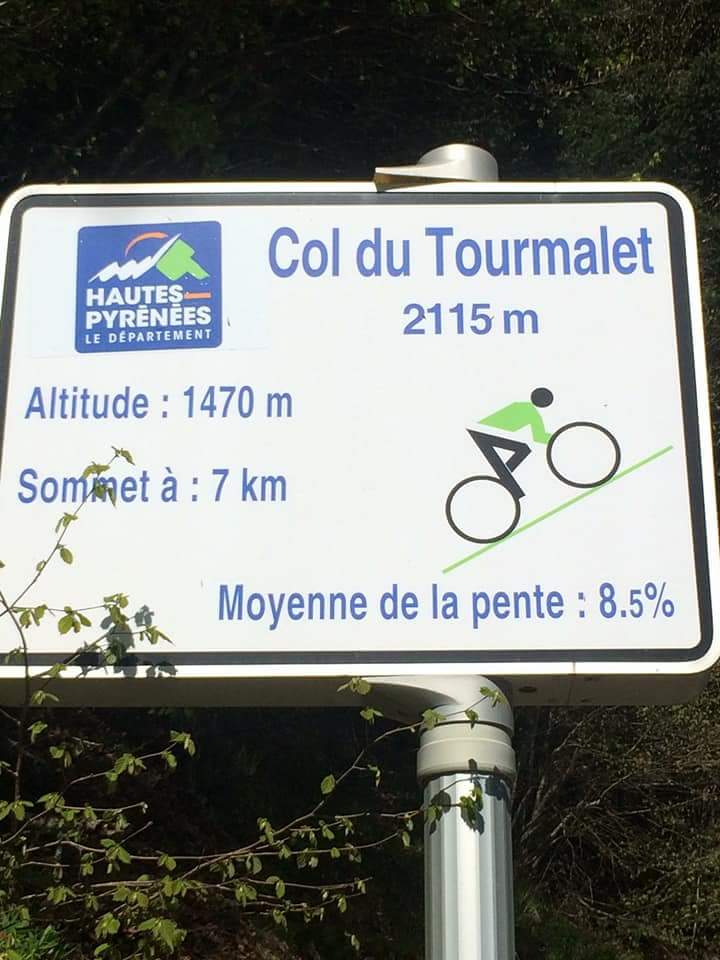 Col du Tourmalet
2115 m
HAUTES
PYRÉNÉES
LE DÉPARTEMENT
Altitude : 1470 m
Sommet à : 7 km
Moyenne de la pente : 8.5%